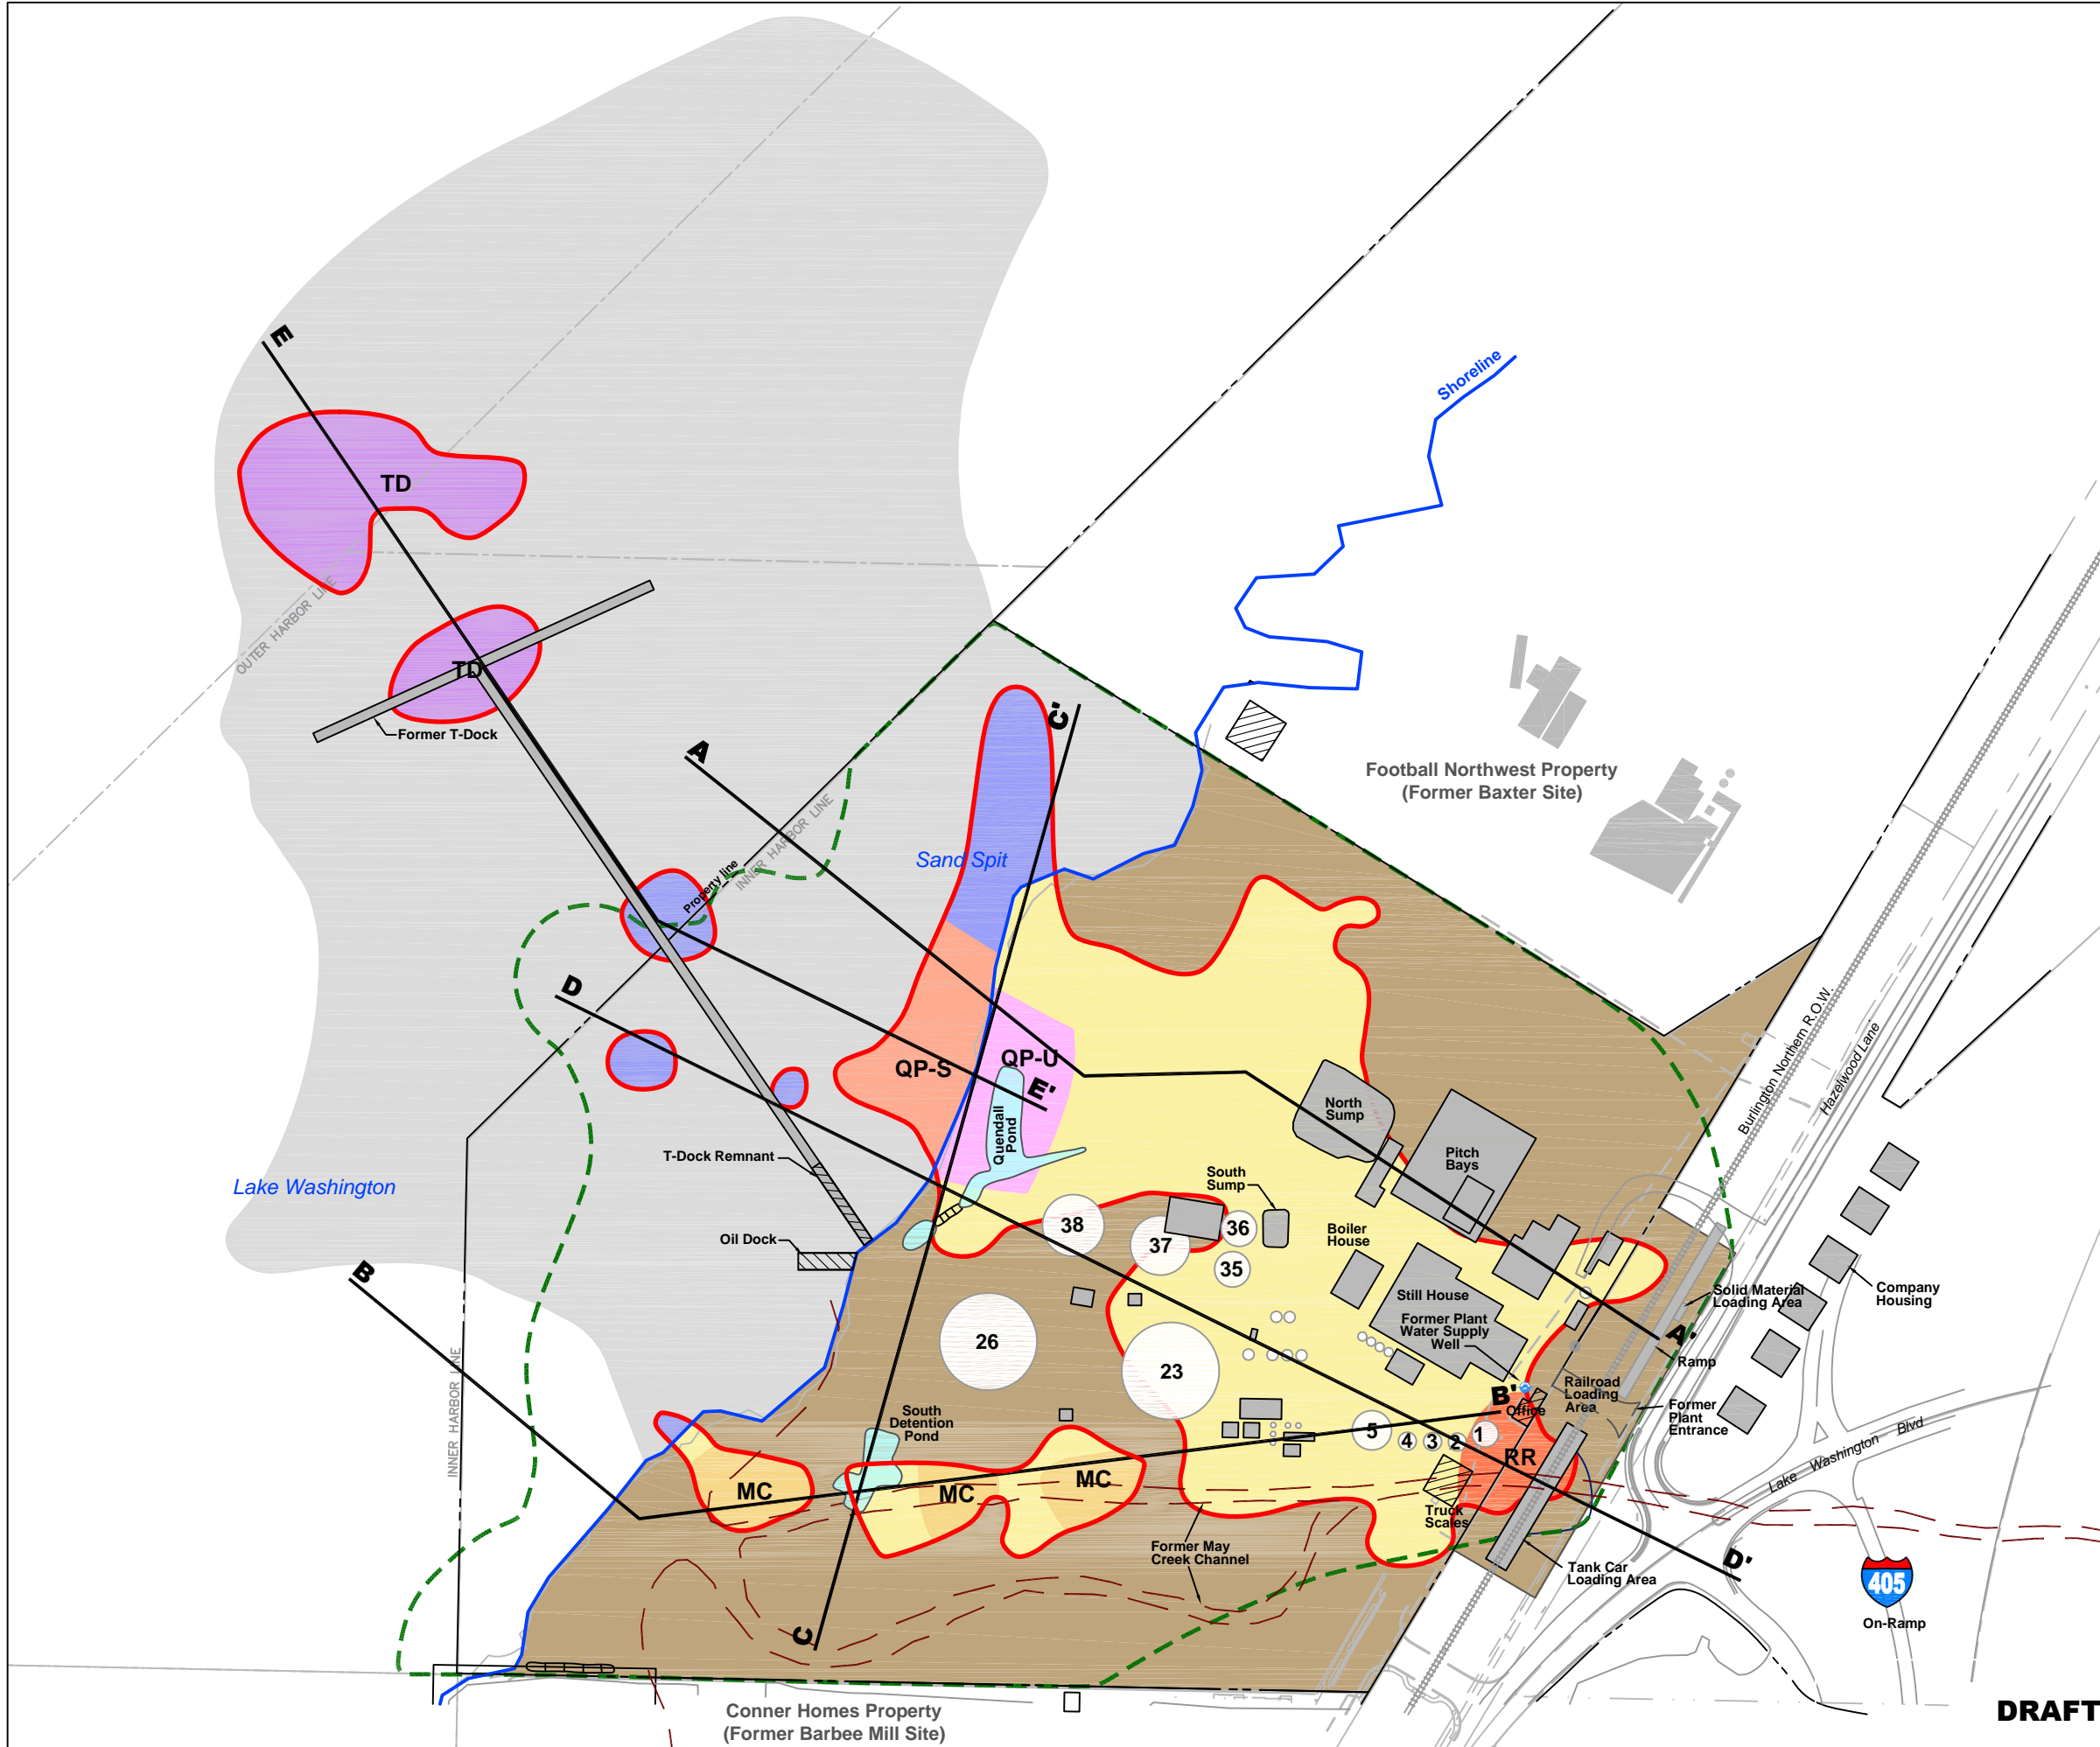 E
Shoreline
TD
OUTER HARBOR LINE
TD
Former T-Dock
A
C'
Football Northwest Property
(Former Baxter Site)
INNER HARBOR LINE
Property line
Sand Spit
D
QP-S
QP-U
E'
Quendall
Pond
North
Sump
Pitch
Bays
Burlington Northern R.O.W.
Hazelwood Lane
T-Dock Remnant
Lake Washington
South
Sump
Oil Dock
38
37
36
35
Boiler
House
B
Still House
Former Plant
Water Supply
Well
Solid Material
Loading Area
Company
Housing
26
23
A'
Ramp
INNER HARBOR LINE
South
Detention
Pond
B'
Office
Railroad
Loading
Area
Former
Plant
Entrance
5
4
3
2
1
RR
Lake Washington Blvd
MC
MC
MC
Truck
Scales
Former May
Creek Channel
Tank Car
Loading Area
D'
405
On-Ramp
C
Conner Homes Property
(Former Barbee Mill Site)
DRAFT